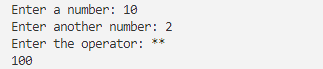 Enter a number: 10
Enter another number: 2
Enter the operator: **
100